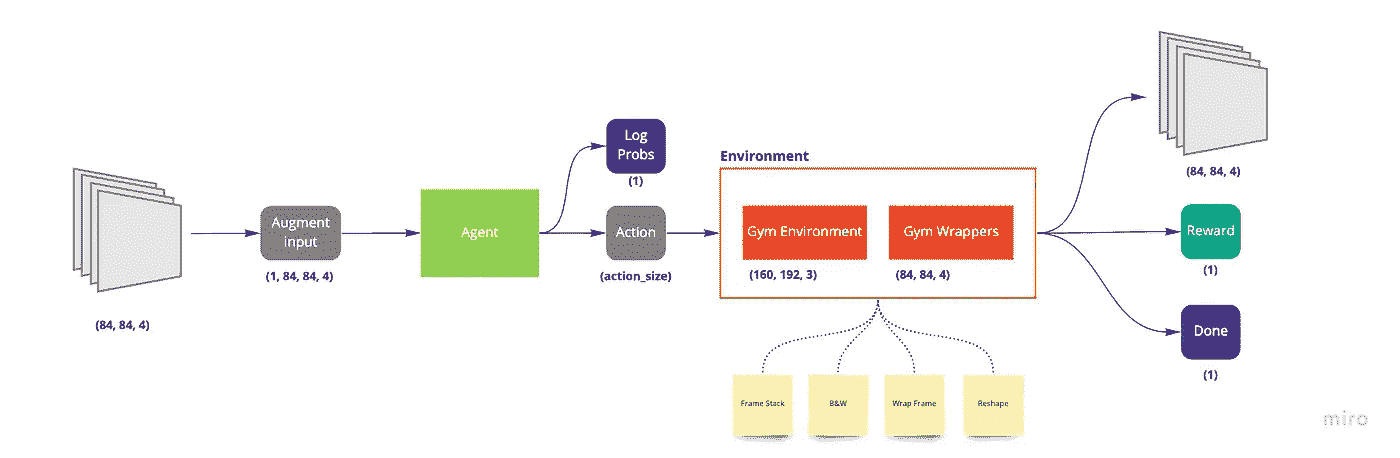 (84, 84, 4)
Augment
input
(1, 84, 84, 4)
Agent
Log
Probs
(1)
Action
(action_size)
Environment
Gym Environment
(160, 192, 3)
Gym Wrappers
(84, 84, 4)
Frame Stack
B&W
Wrap Frame
Reshape
(84, 84, 4)
Reward
(1)
Done
(1)
miro